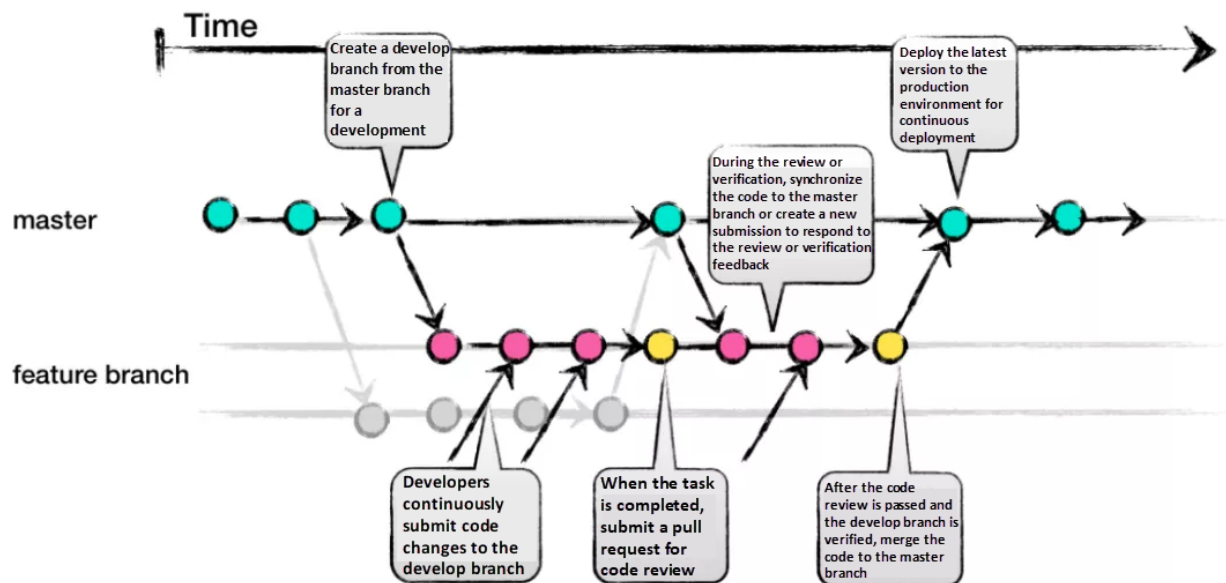 Time
Create a develop
branch from the
master branch
for a
development
Deploy the latest
version to the
production
environment for
continuous
deployment
During the review or
verification, synchronize
the code to the master
branch or create a new
submission to respond to
the review or verification
feedback
master
feature branch
Developers
continuously
submit code
changes to the
develop branch
When the task
is completed,
submit a pull
request for
code review
After the code
review is passed and
the develop branch is
verified, merge the
code to the master
branch